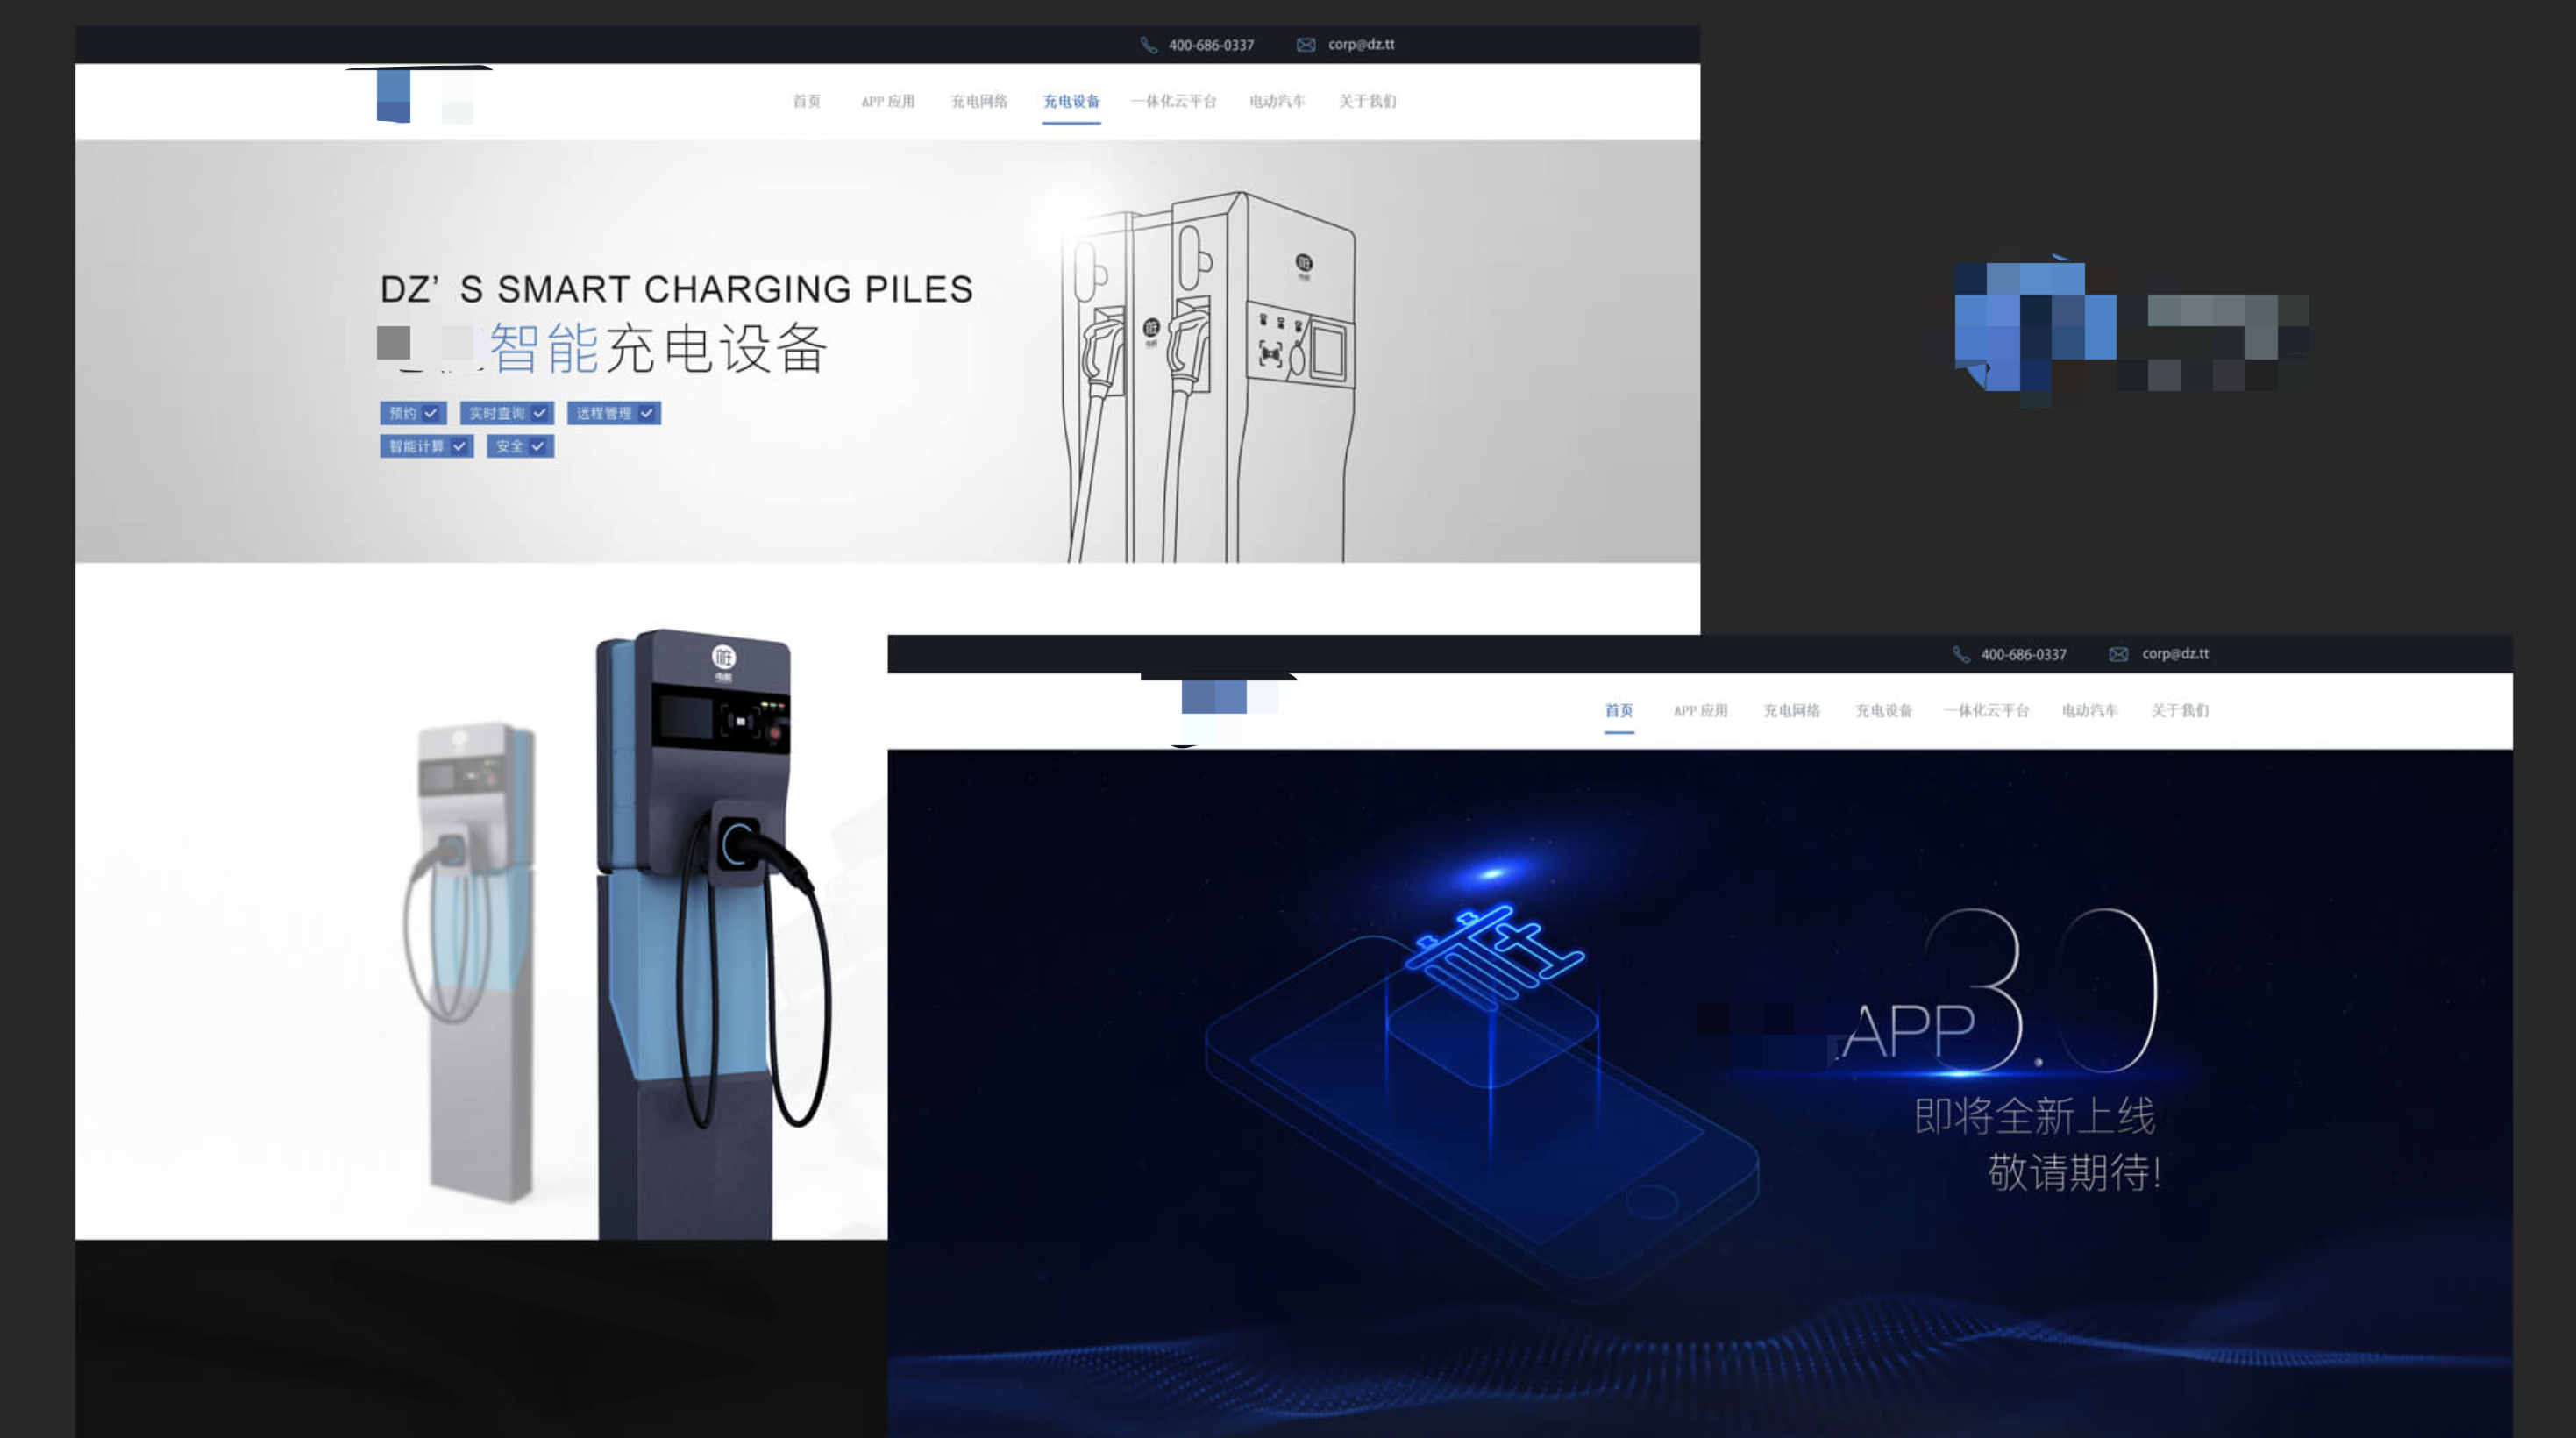 400-686-0337 corp@dz.tt
首页 APP 应用 充电网络 充电设备 一体化云平台 电动汽车 关于我们
DZ’ S SMART CHARGING PILES
智能充电设备
预约 实时查询 远程管理
智能计算 安全
400-686-0337 corp@dz.tt
首页 APP 应用 充电网络 充电设备 一体化云平台 电动汽车 关于我们
APP 3.0
即将全新上线
敬请期待!